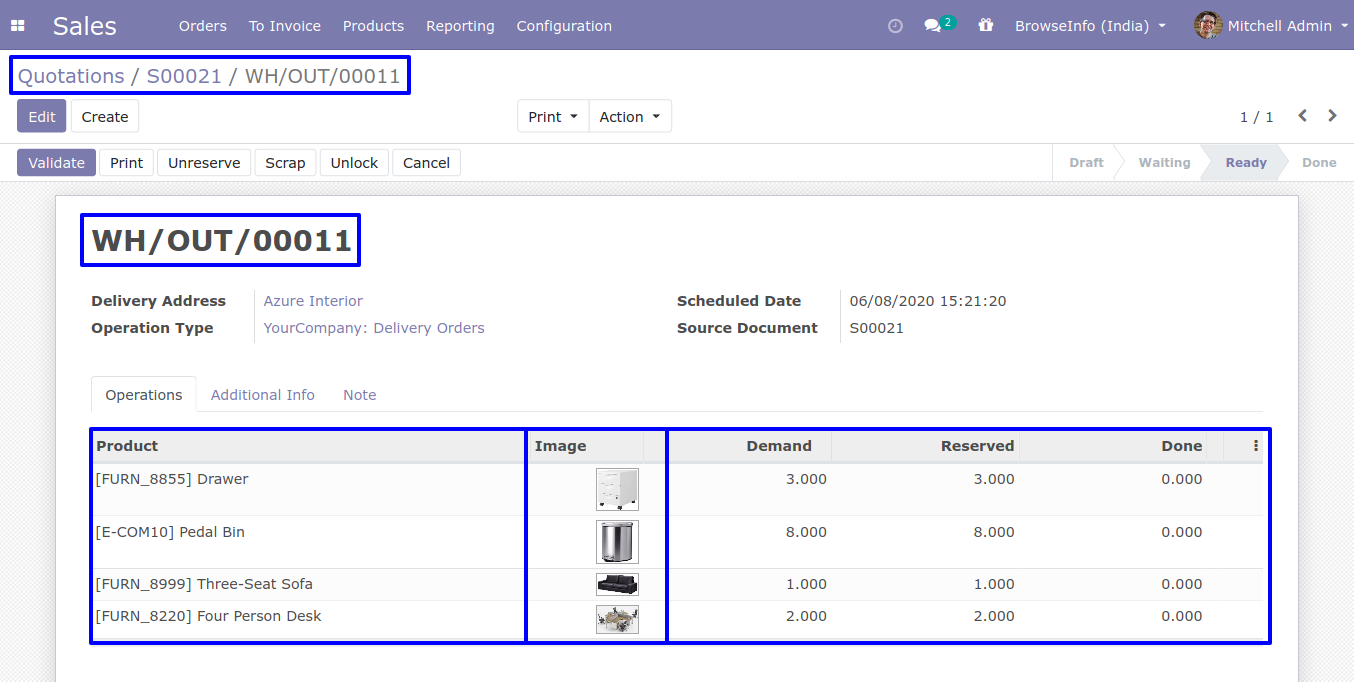 Sales Orders To Invoice Products Reporting Configuration 2 BrowseInfo (India) Mitchell Admin
Quotations / S00021 / WH/OUT/00011
Edit Create Print Action 1 / 1
Validate Print Unreserve Scrap Unlock Cancel Draft Waiting Ready Done
WH/OUT/00011
Delivery Address Azure Interior Scheduled Date 06/08/2020 15:21:20
Operation Type YourCompany: Delivery Orders Source Document S00021
Operations Additional Info Note
Product Image Demand Reserved Done
[FURN_8855] Drawer 3.000 3.000 0.000
[E-COM10] Pedal Bin 8.000 8.000 0.000
[FURN_8999] Three-Seat Sofa 1.000 1.000 0.000
[FURN_8220] Four Person Desk 2.000 2.000 0.000